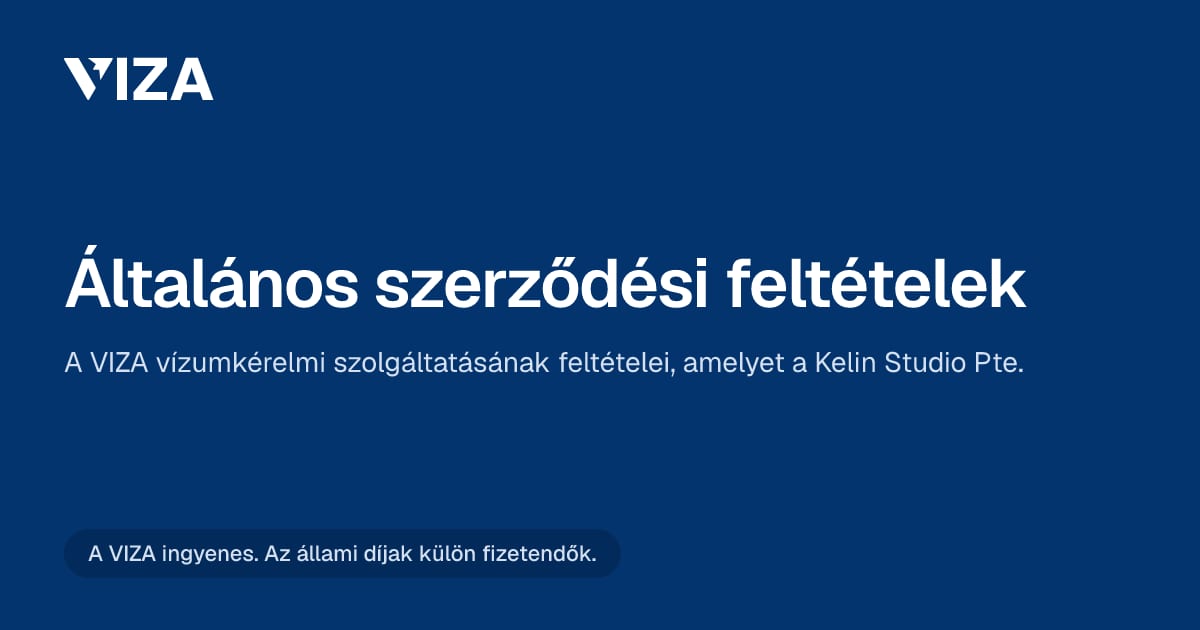 VIZA
Általános szerződési feltételek
A VIZA vízumkérelmi szolgáltatásának feltételei, amelyet a Kelin Studio Pte.
A VIZA ingyenes. Az állami díjak külön fizetendők.